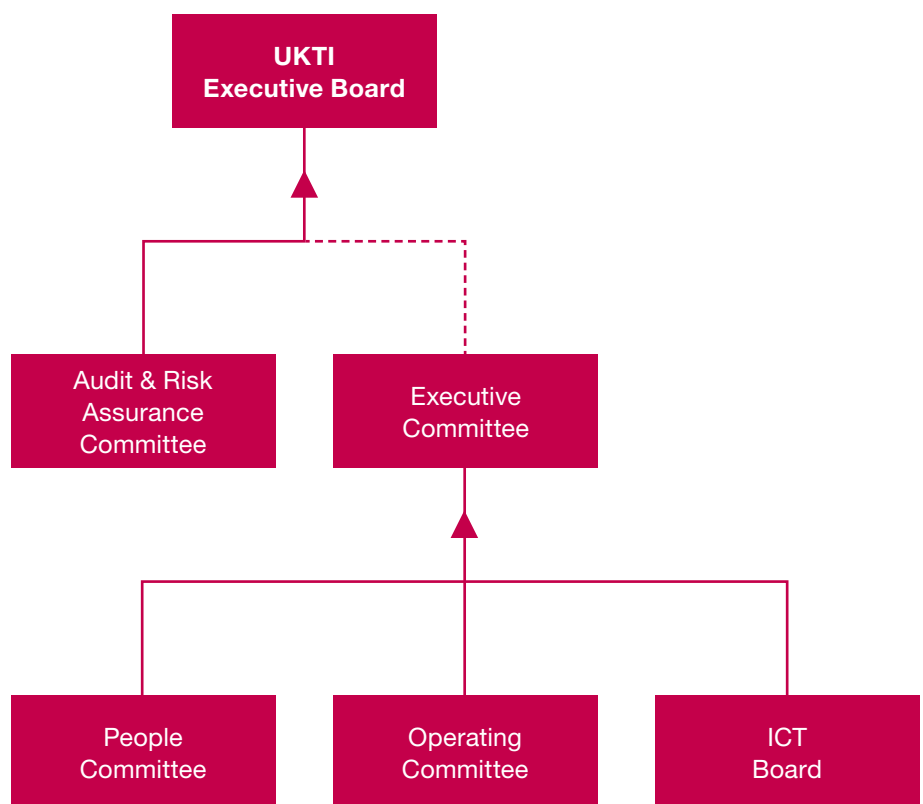 UKTI
Executive Board
Audit & Risk
Assurance
Committee
Executive
Committee
People
Committee
Operating
Committee
ICT
Board